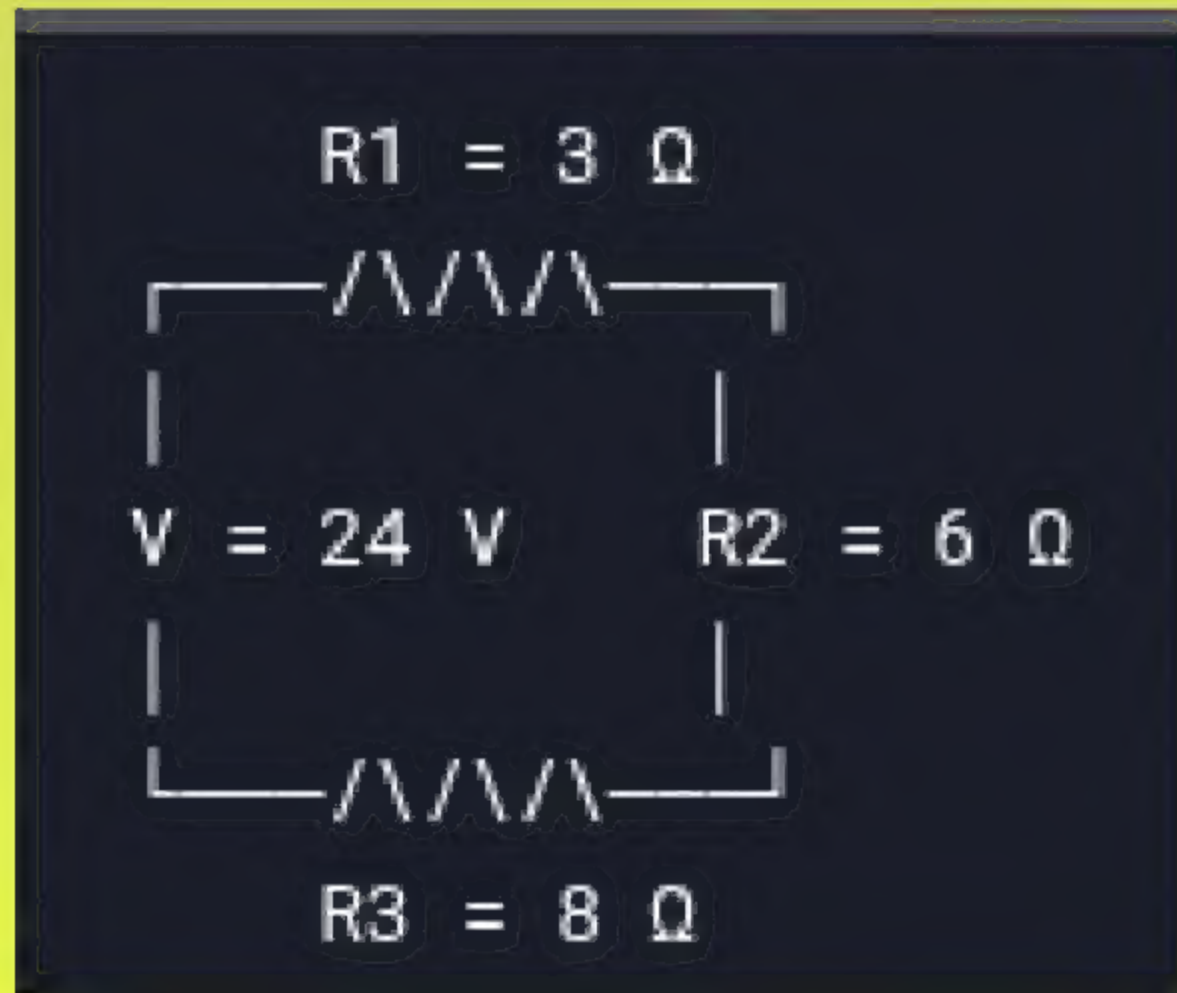 R1 = 3 Ω
V = 24 V R2 = 6 Ω
R3 = 8 Ω